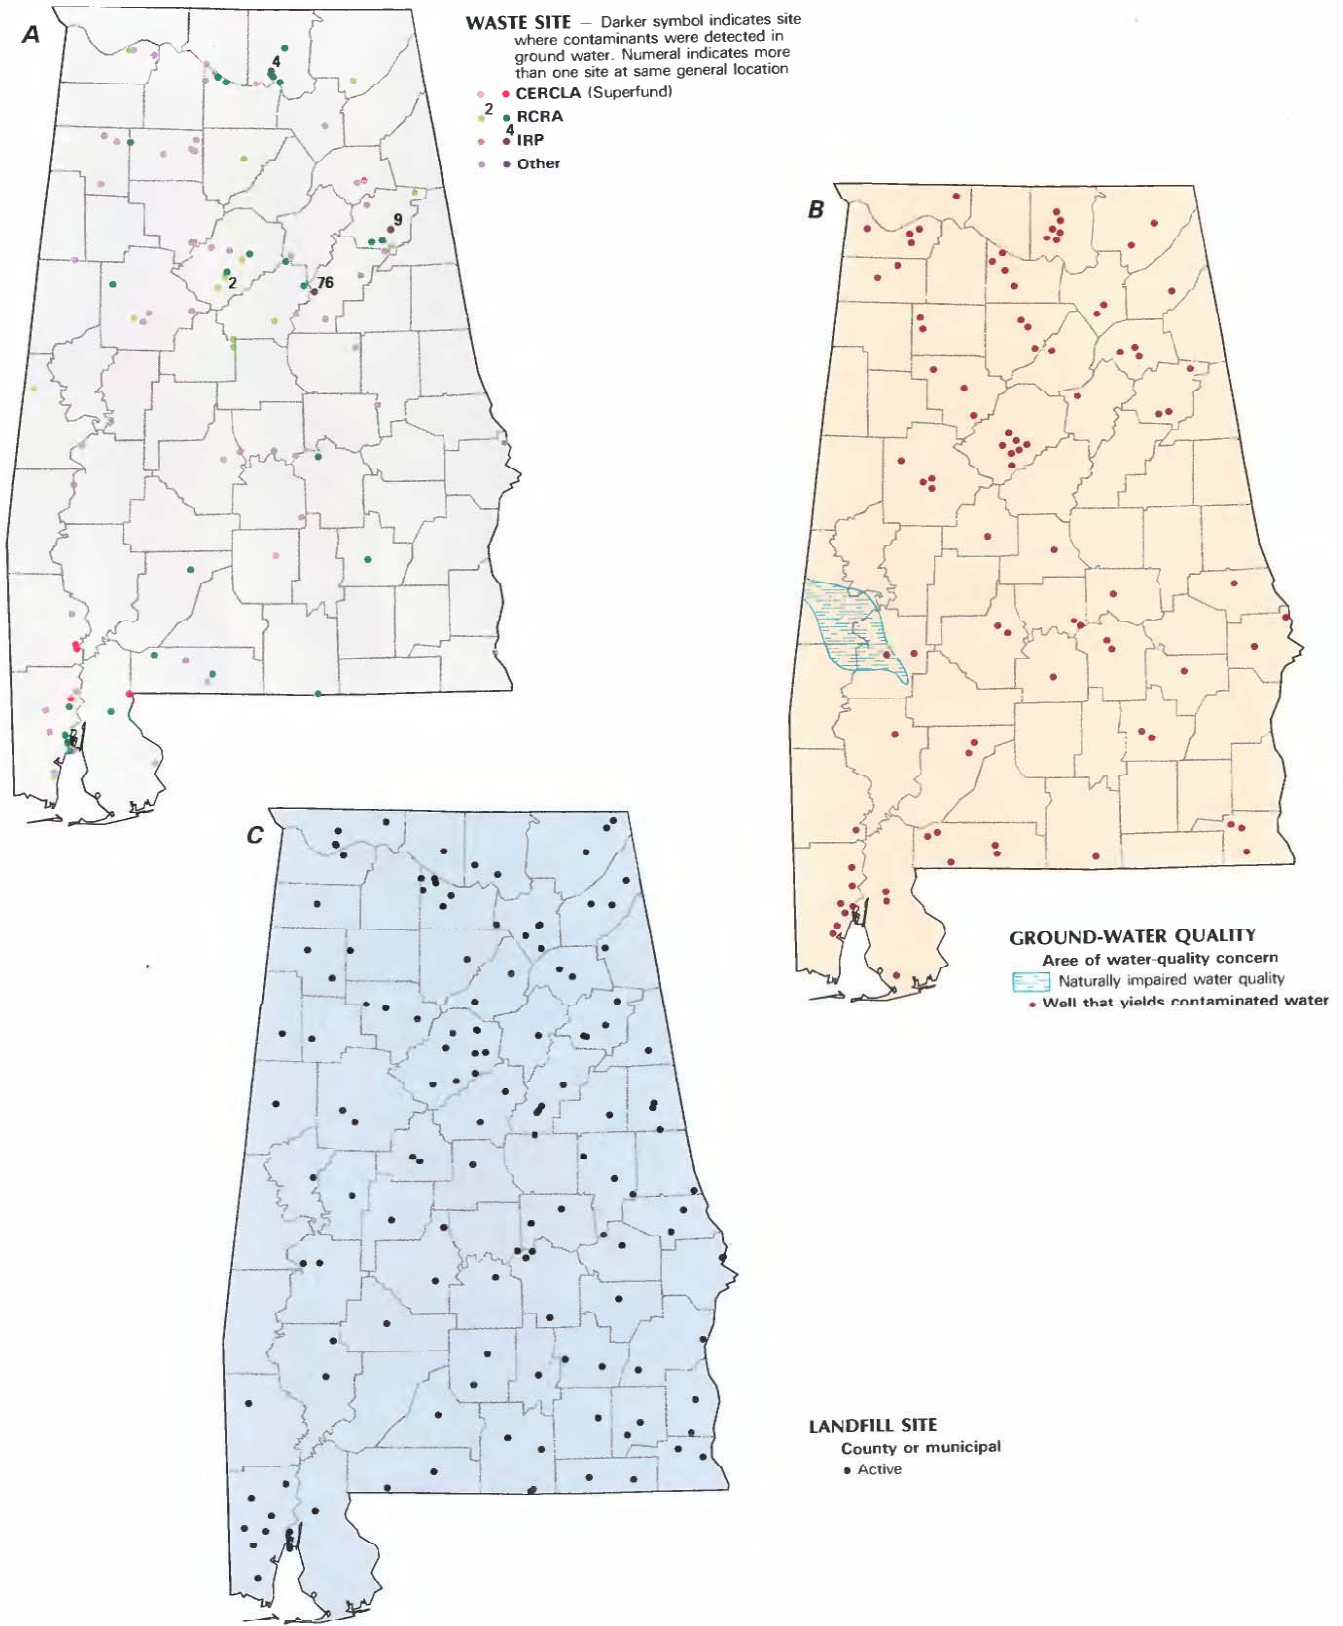 A
WASTE SITE — Darker symbol indicates site
where contaminants were detected in
ground water. Numeral indicates more
than one site at same general location
CERCLA (Superfund)
2 RCRA
4 IRP
Other
4
9
2
76
B
GROUND-WATER QUALITY
Area of water-quality concern
Naturally impaired water quality
Well that yields contaminated water
C
LANDFILL SITE
County or municipal
Active